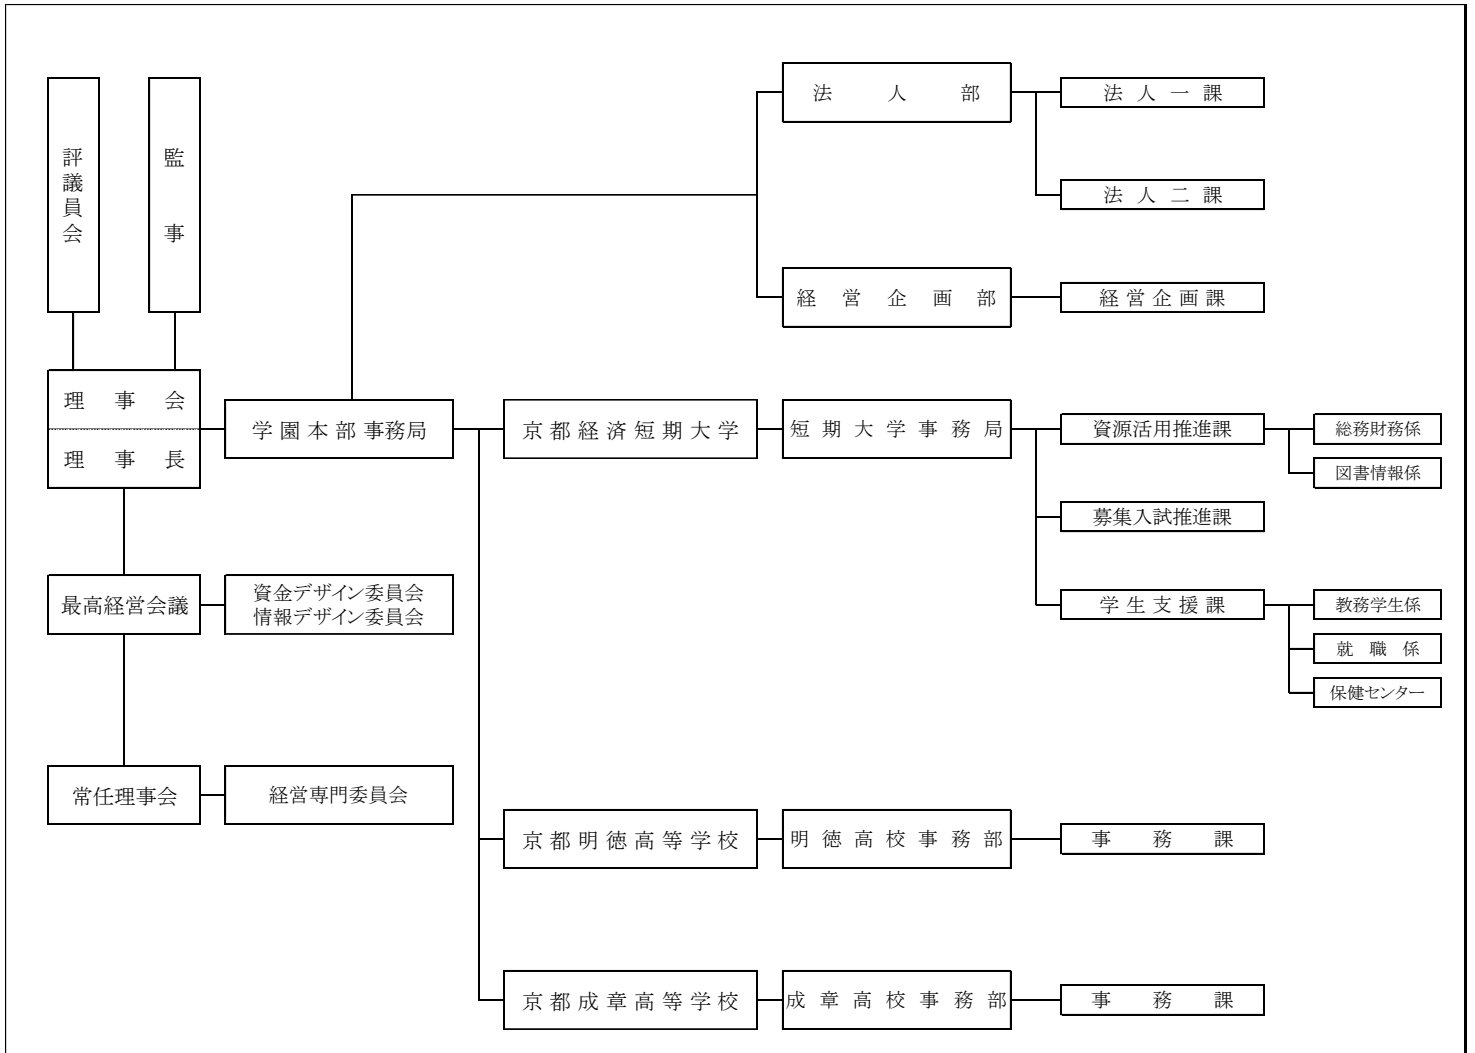 評議員会
監事
理事会
理事長
学園本部事務局
法人部
法人一課
法人二課
経営企画部
経営企画課
京都経済短期大学
短期大学事務局
資源活用推進課
総務財務係
図書情報係
募集入試推進課
学生支援課
教務学生係
就職係
保健センター
最高経営会議
資金デザイン委員会
情報デザイン委員会
常任理事会
経営専門委員会
京都明徳高等学校
明徳高校事務部
事務課
京都成章高等学校
成章高校事務部
事務課